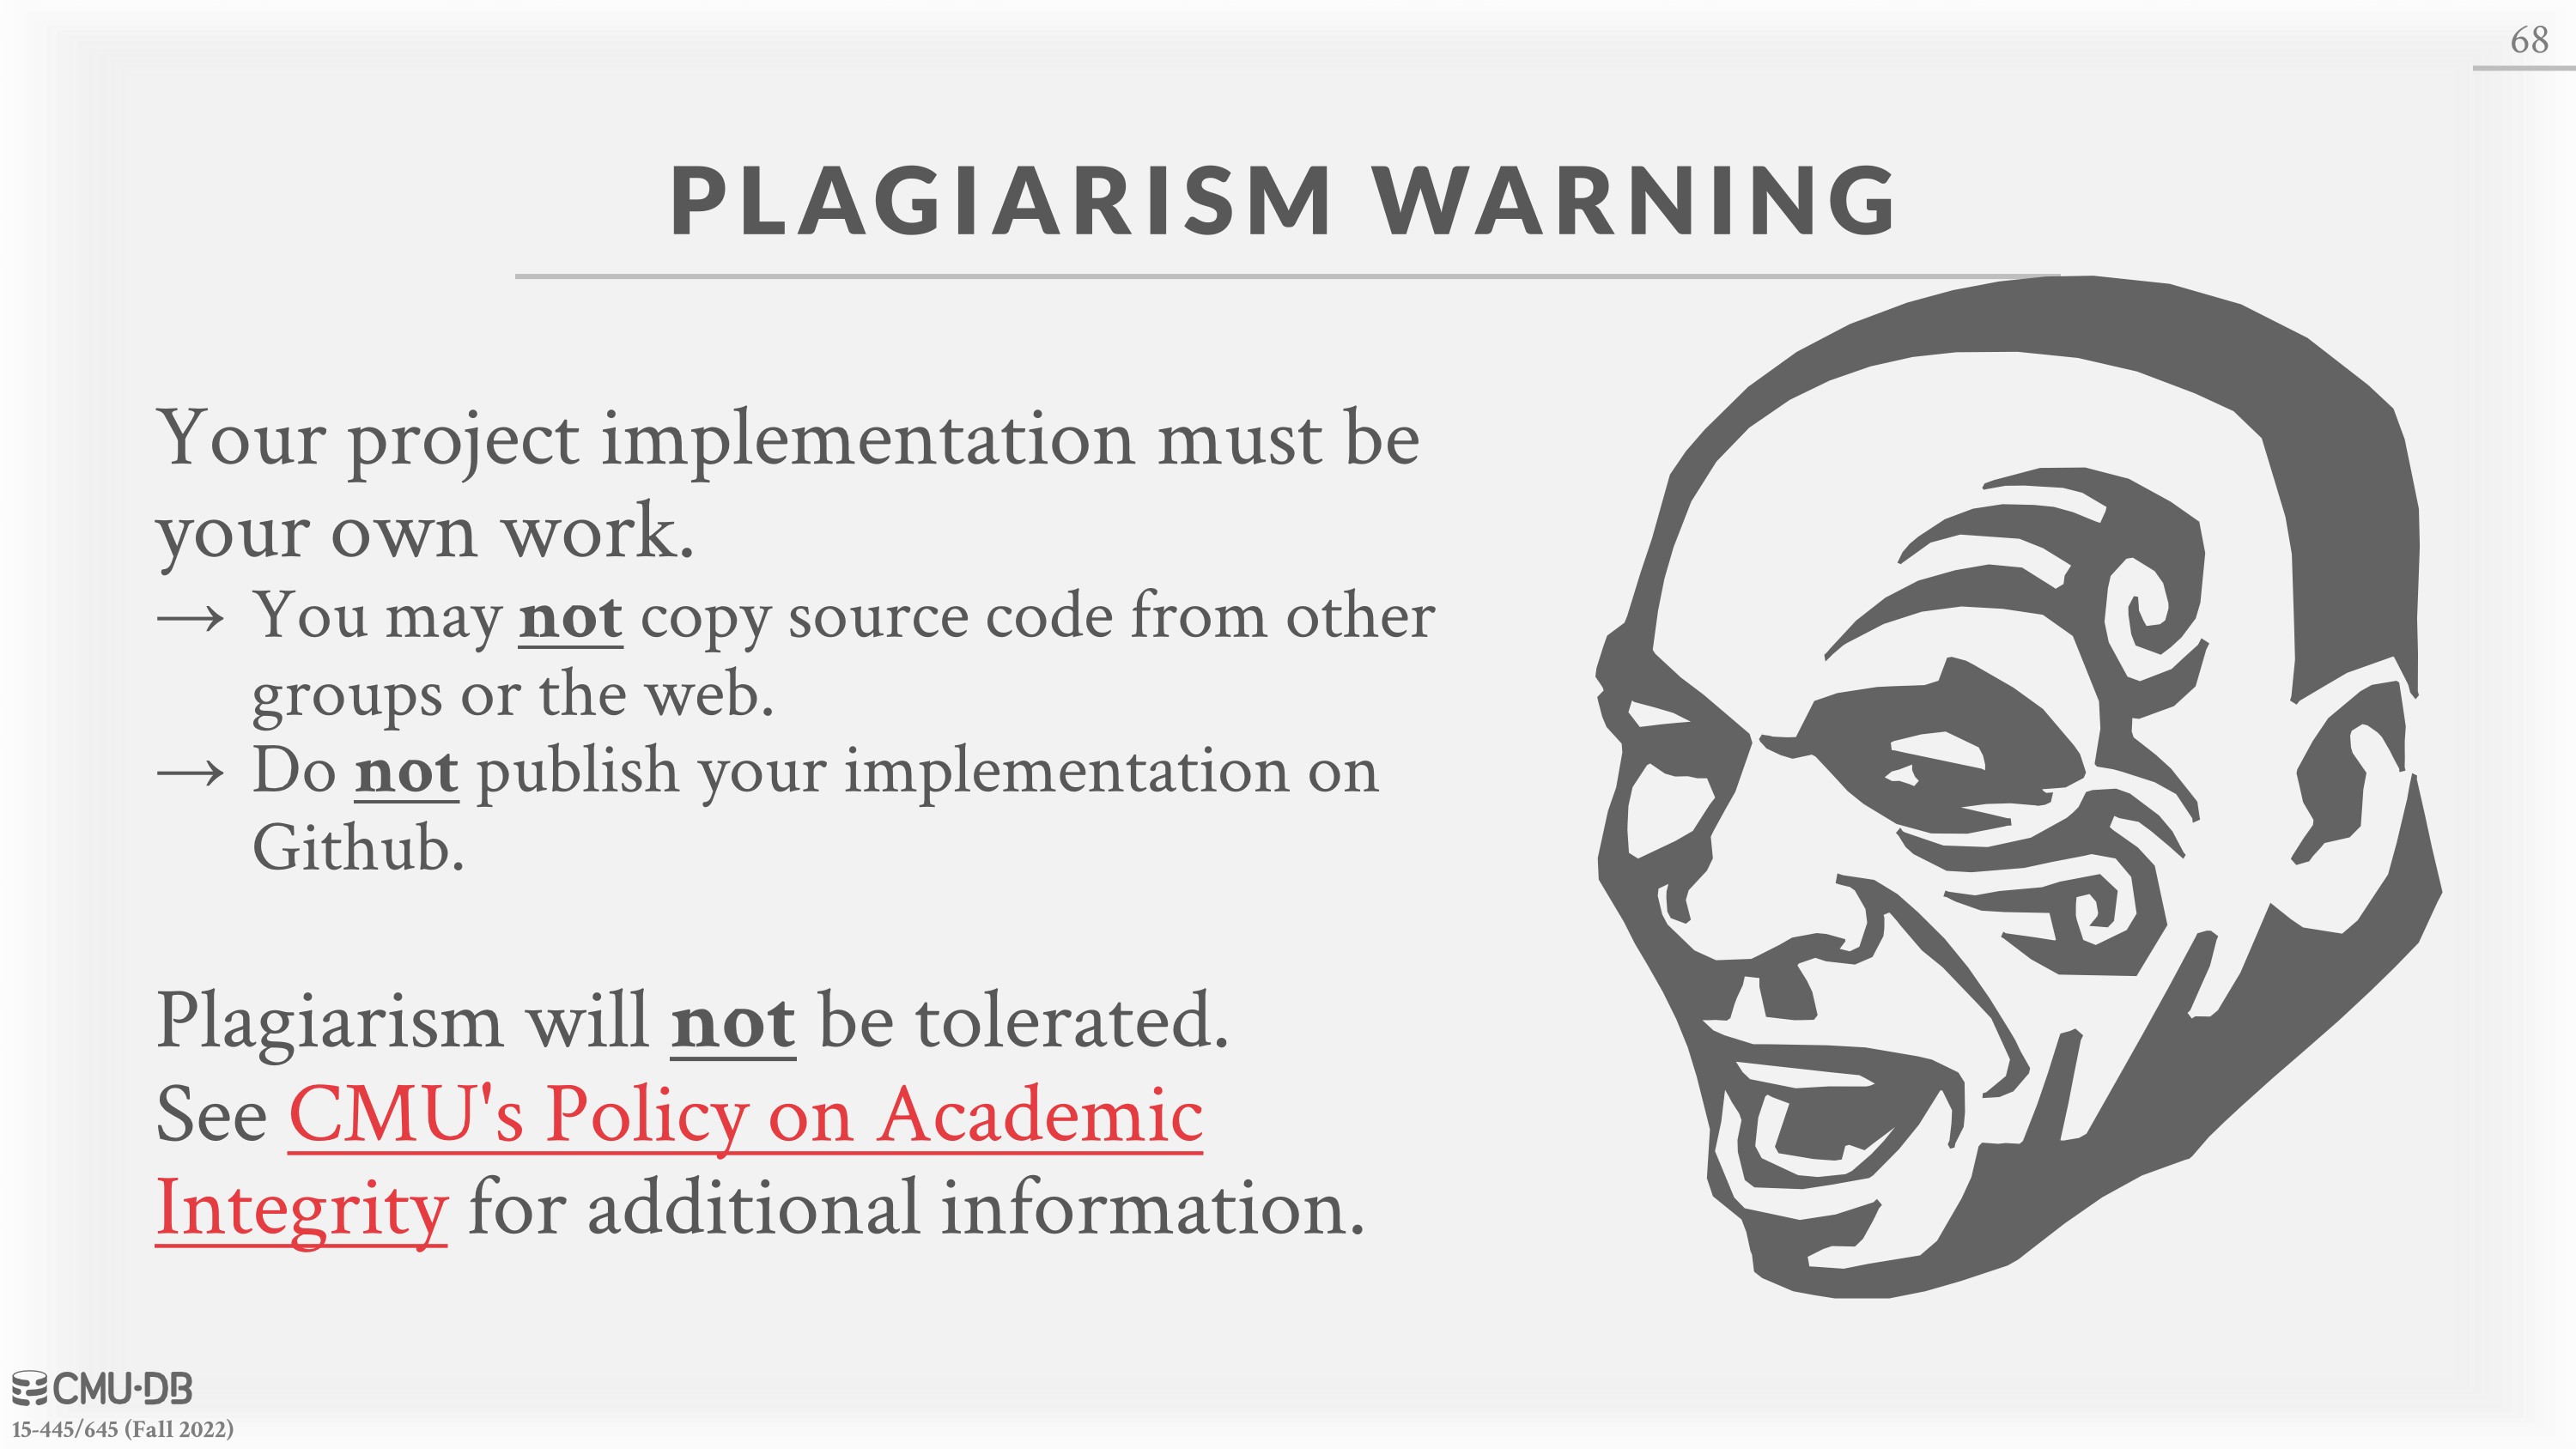 68
PLAGIARISM WARNING
Your project implementation must be
your own work.
→ You may not copy source code from other
groups or the web.
→ Do not publish your implementation on
Github.
Plagiarism will not be tolerated.
See CMU's Policy on Academic
Integrity for additional information.
CMU·DB
15-445/645 (Fall 2022)